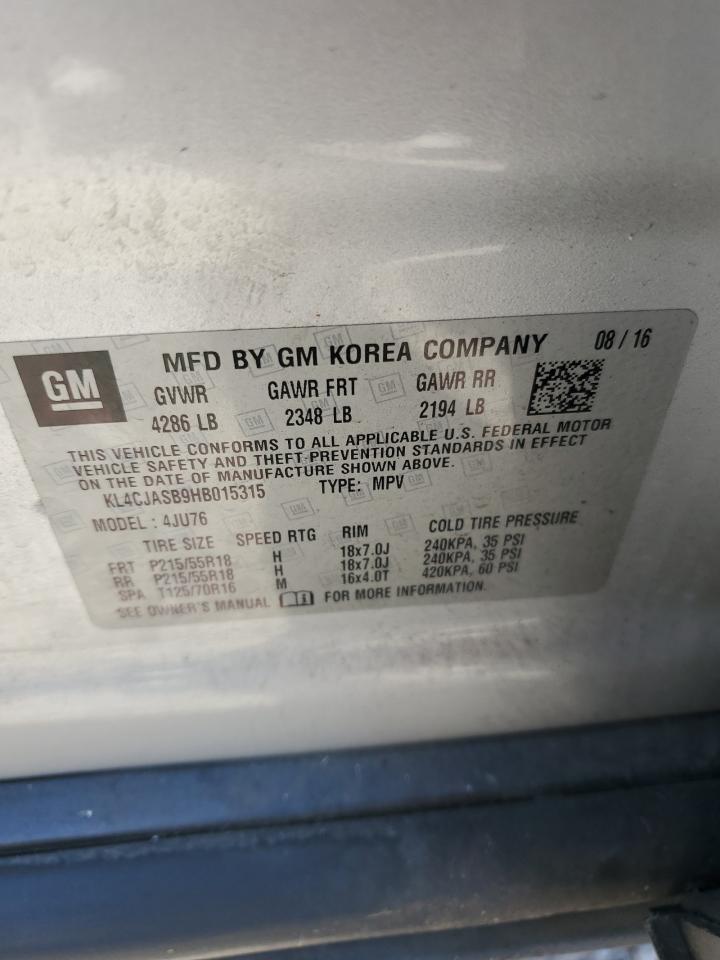 GM
MFD BY GM KOREA COMPANY 08 / 16
GVWR GAWR FRT GAWR RR
4286 LB 2348 LB 2194 LB
THIS VEHICLE CONFORMS TO ALL APPLICABLE U.S. FEDERAL MOTOR
VEHICLE SAFETY AND THEFT PREVENTION STANDARDS IN EFFECT
ON THE DATE OF MANUFACTURE SHOWN ABOVE.
KL4CJASB9HB015315 TYPE: MPV
MODEL : 4JU76
TIRE SIZE SPEED RTG RIM COLD TIRE PRESSURE
FRT P215/55R18 H 18x7.0J 240KPA, 35 PSI
RR P215/55R18 H 18x7.0J 240KPA, 35 PSI
SPA T125/70R16 M 16x4.0T 420KPA, 60 PSI
SEE OWNER'S MANUAL FOR MORE INFORMATION.